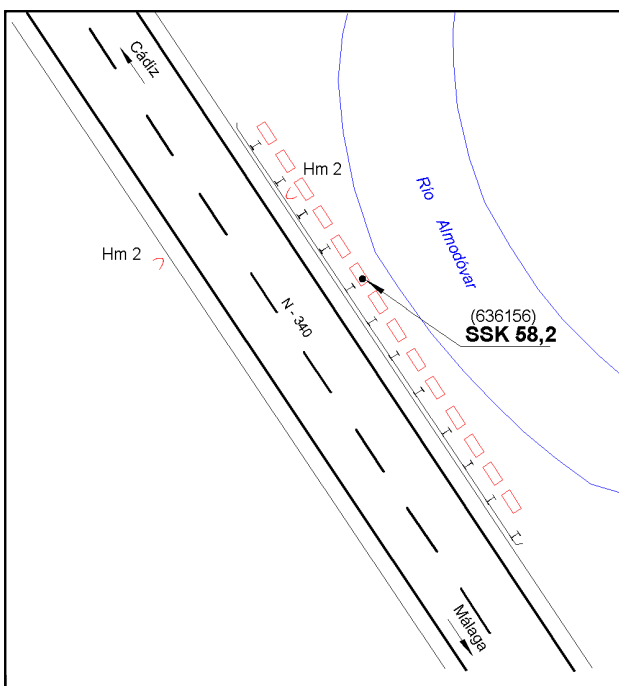 Cádiz
Hm 2
Río
Almodóvar
Hm 2
N - 340
(636156)
SSK 58,2
Málaga